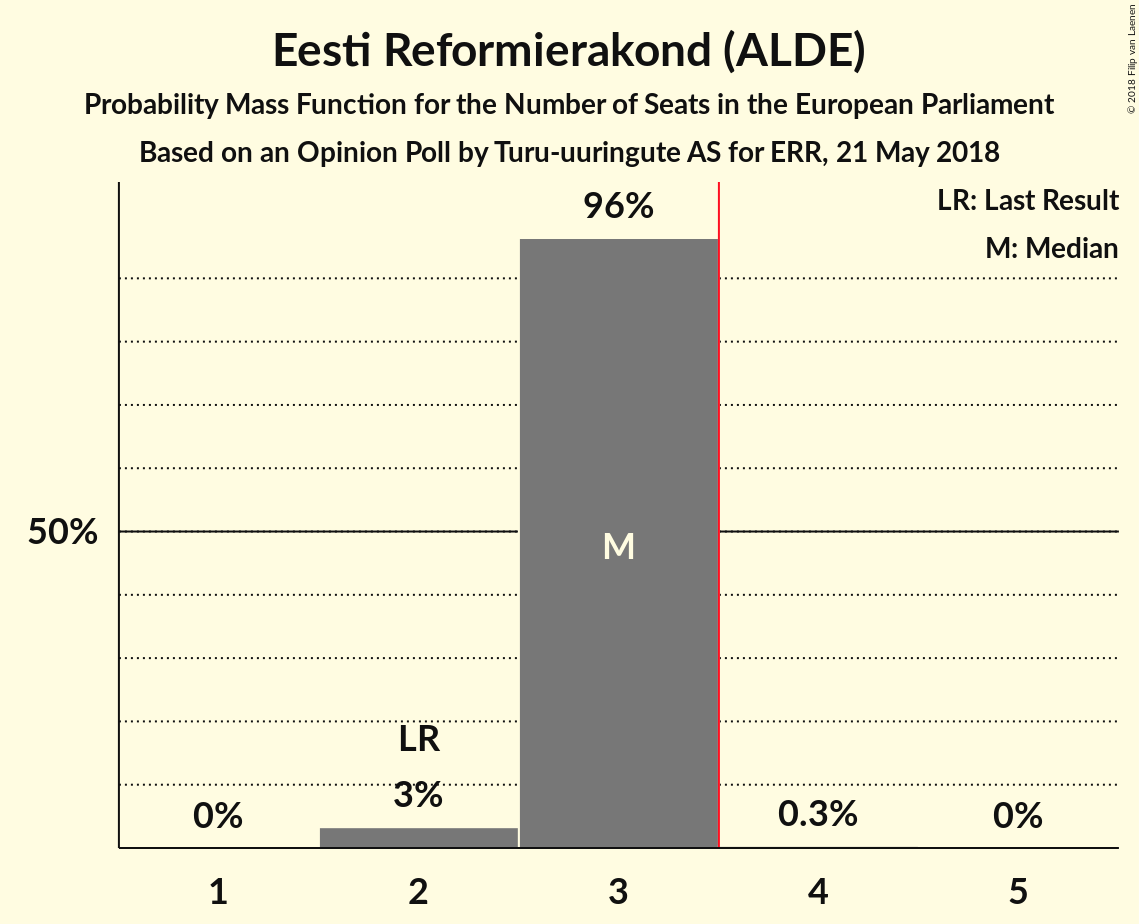 Eesti Reformierakond (ALDE)
Probability Mass Function for the Number of Seats in the European Parliament
Based on an Opinion Poll by Turu-uuringute AS for ERR, 21 May 2018
© 2018 Filip van Laenen
LR: Last Result
M: Median
96%
50%
M
LR
3%
0%
0.3%
0%
1 2 3 4 5